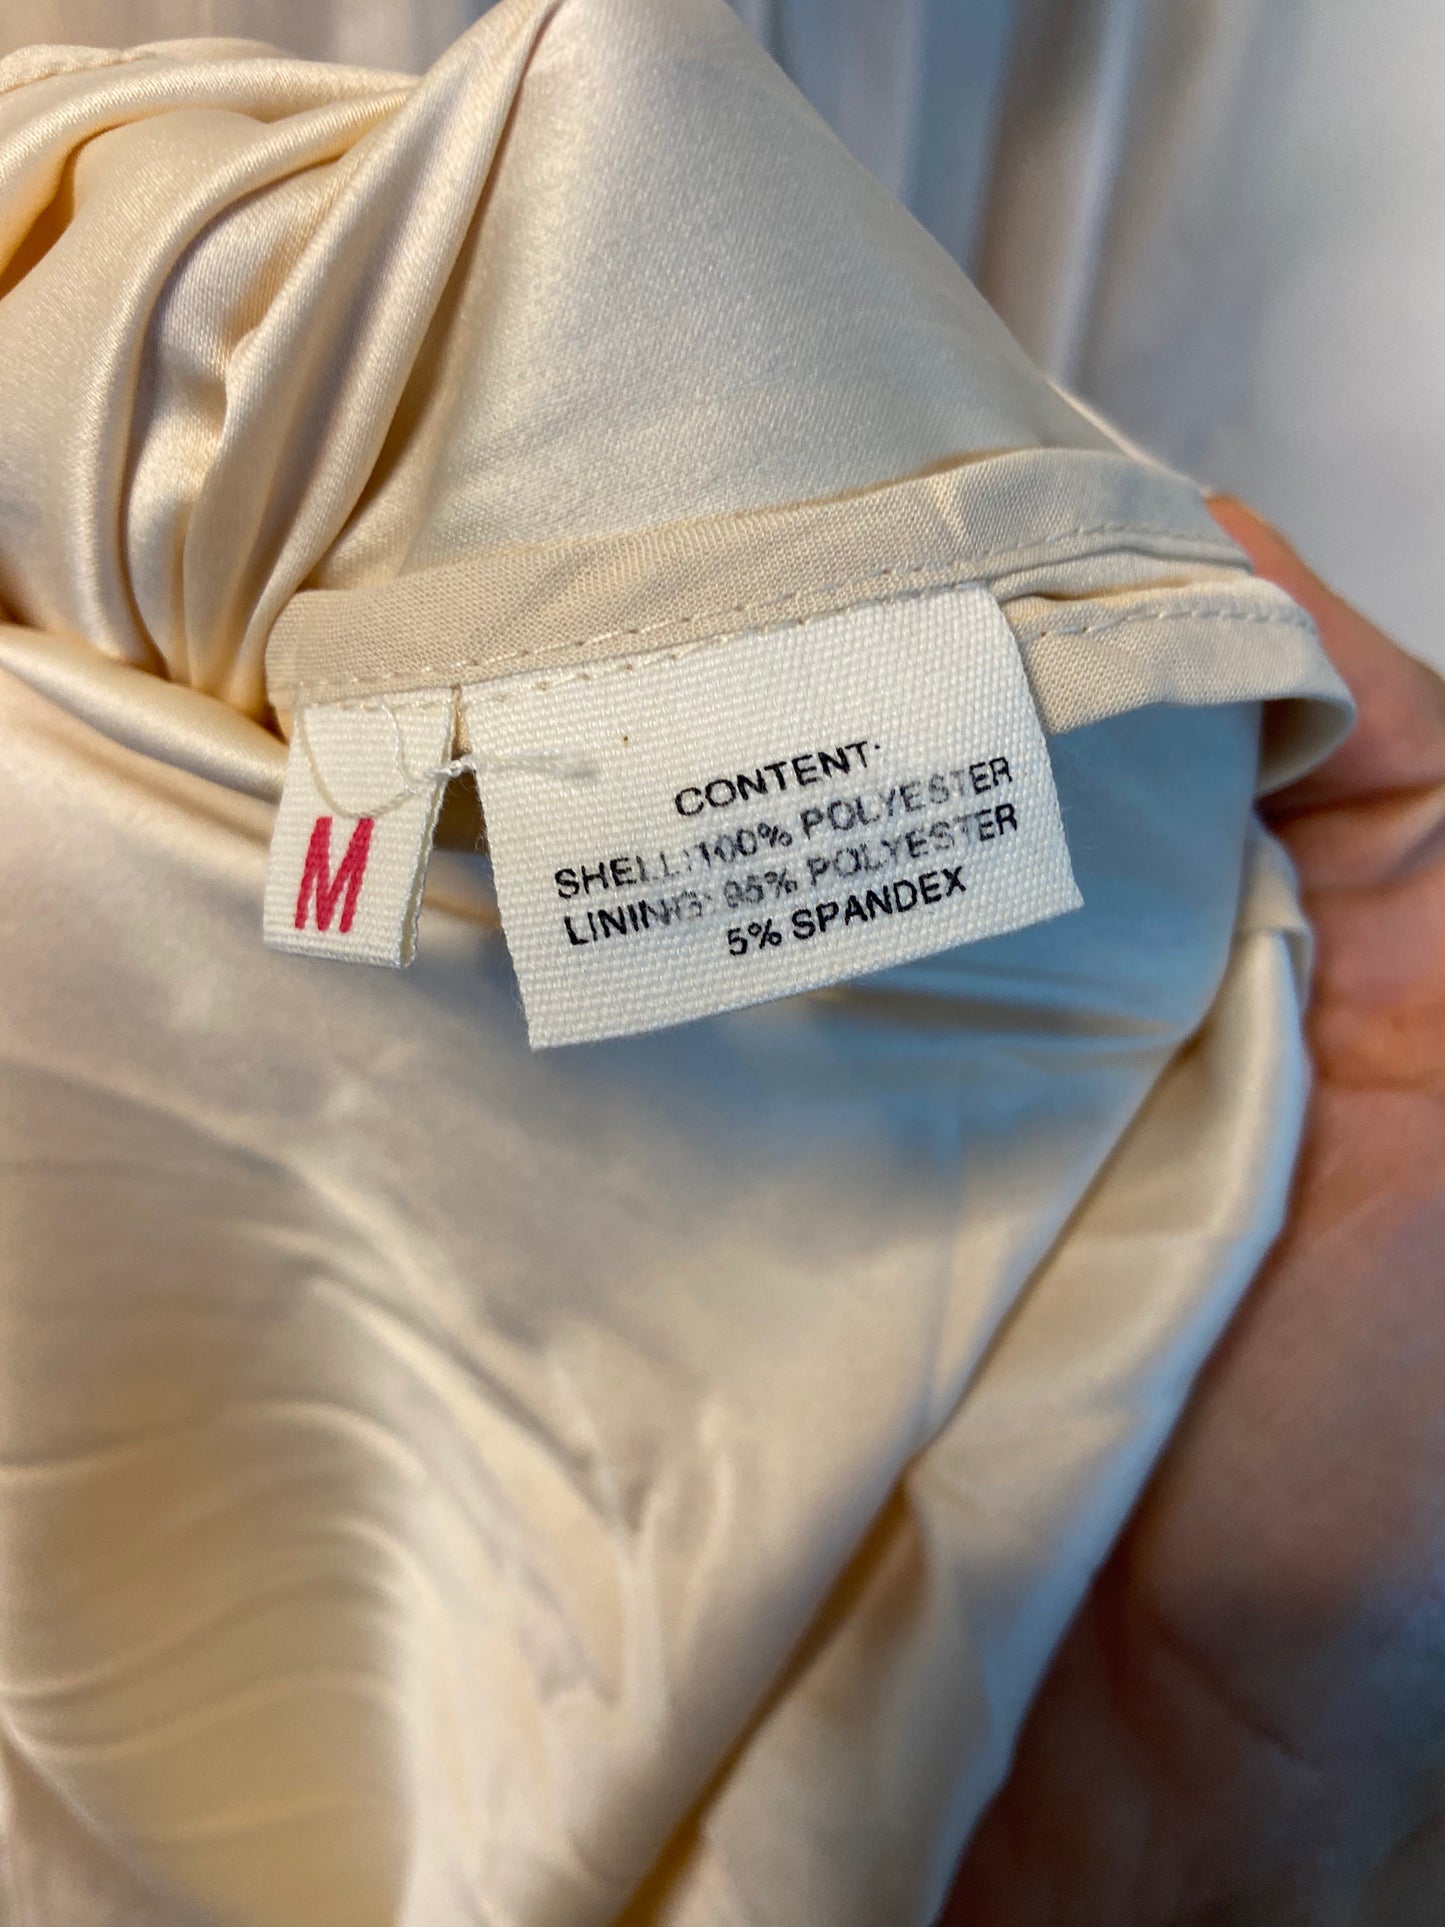 M
CONTENT:
SHELL: 100% POLYESTER
LINING: 95% POLYESTER
5% SPANDEX